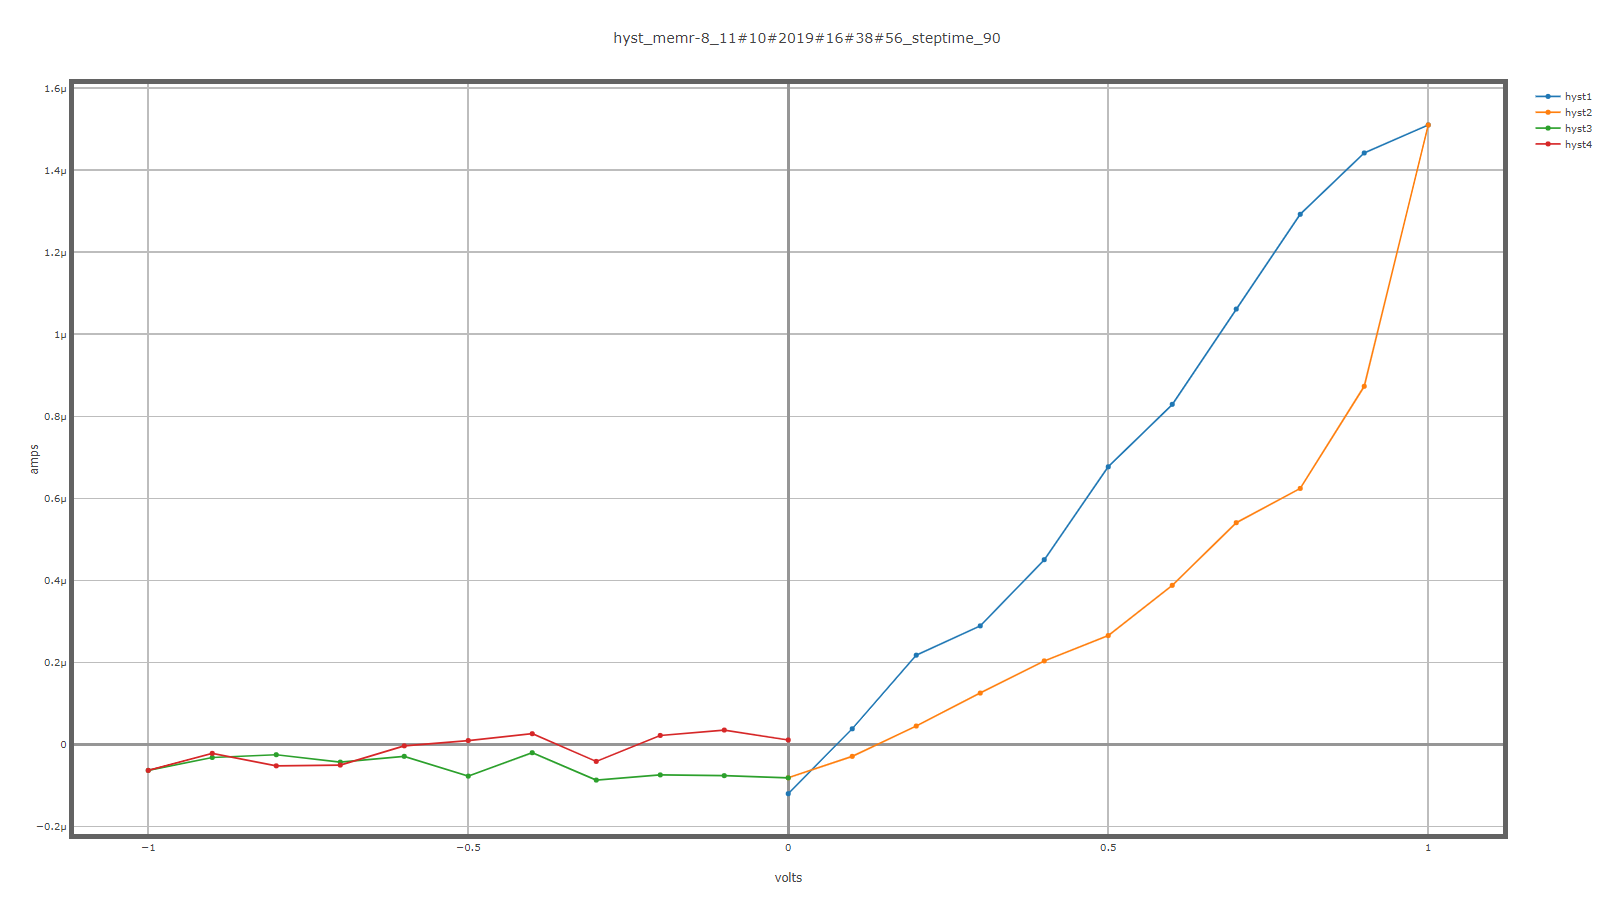 hyst_memr-8_11#10#2019#16#38#56_steptime_90
1.6μ
1.4μ
1.2μ
1μ
0.8μ
0.6μ
0.4μ
0.2μ
0
−0.2μ
amps
−1
−0.5
0
0.5
1
volts
hyst1
hyst2
hyst3
hyst4